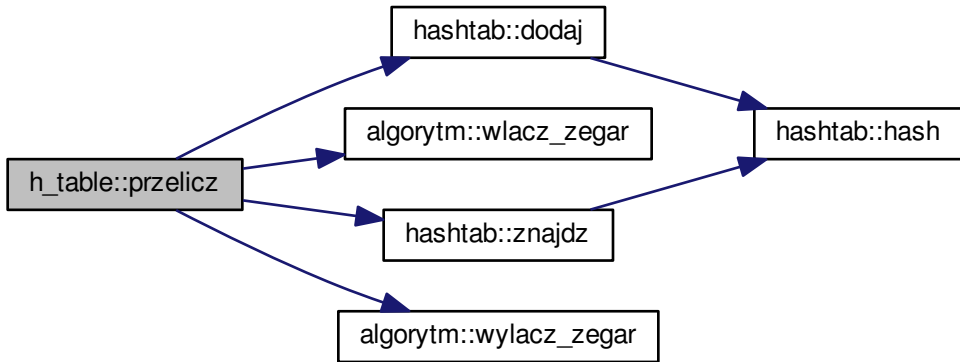 hashtab::dodaj
algorytm::wlacz_zegar
hashtab::hash
h_table::przelicz
hashtab::znajdz
algorytm::wylacz_zegar